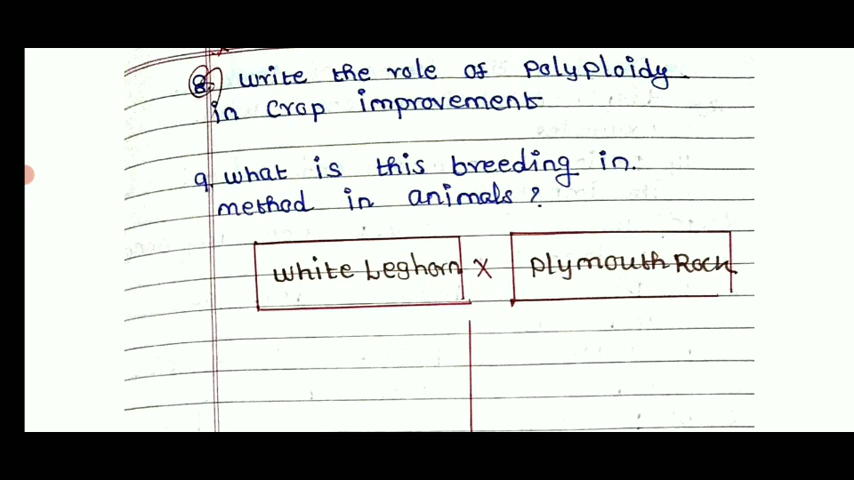 8. write the role of polyploidy
in crop improvement
9. what is this breeding in.
method in animals?
white Leghorn x Plymouth Rock